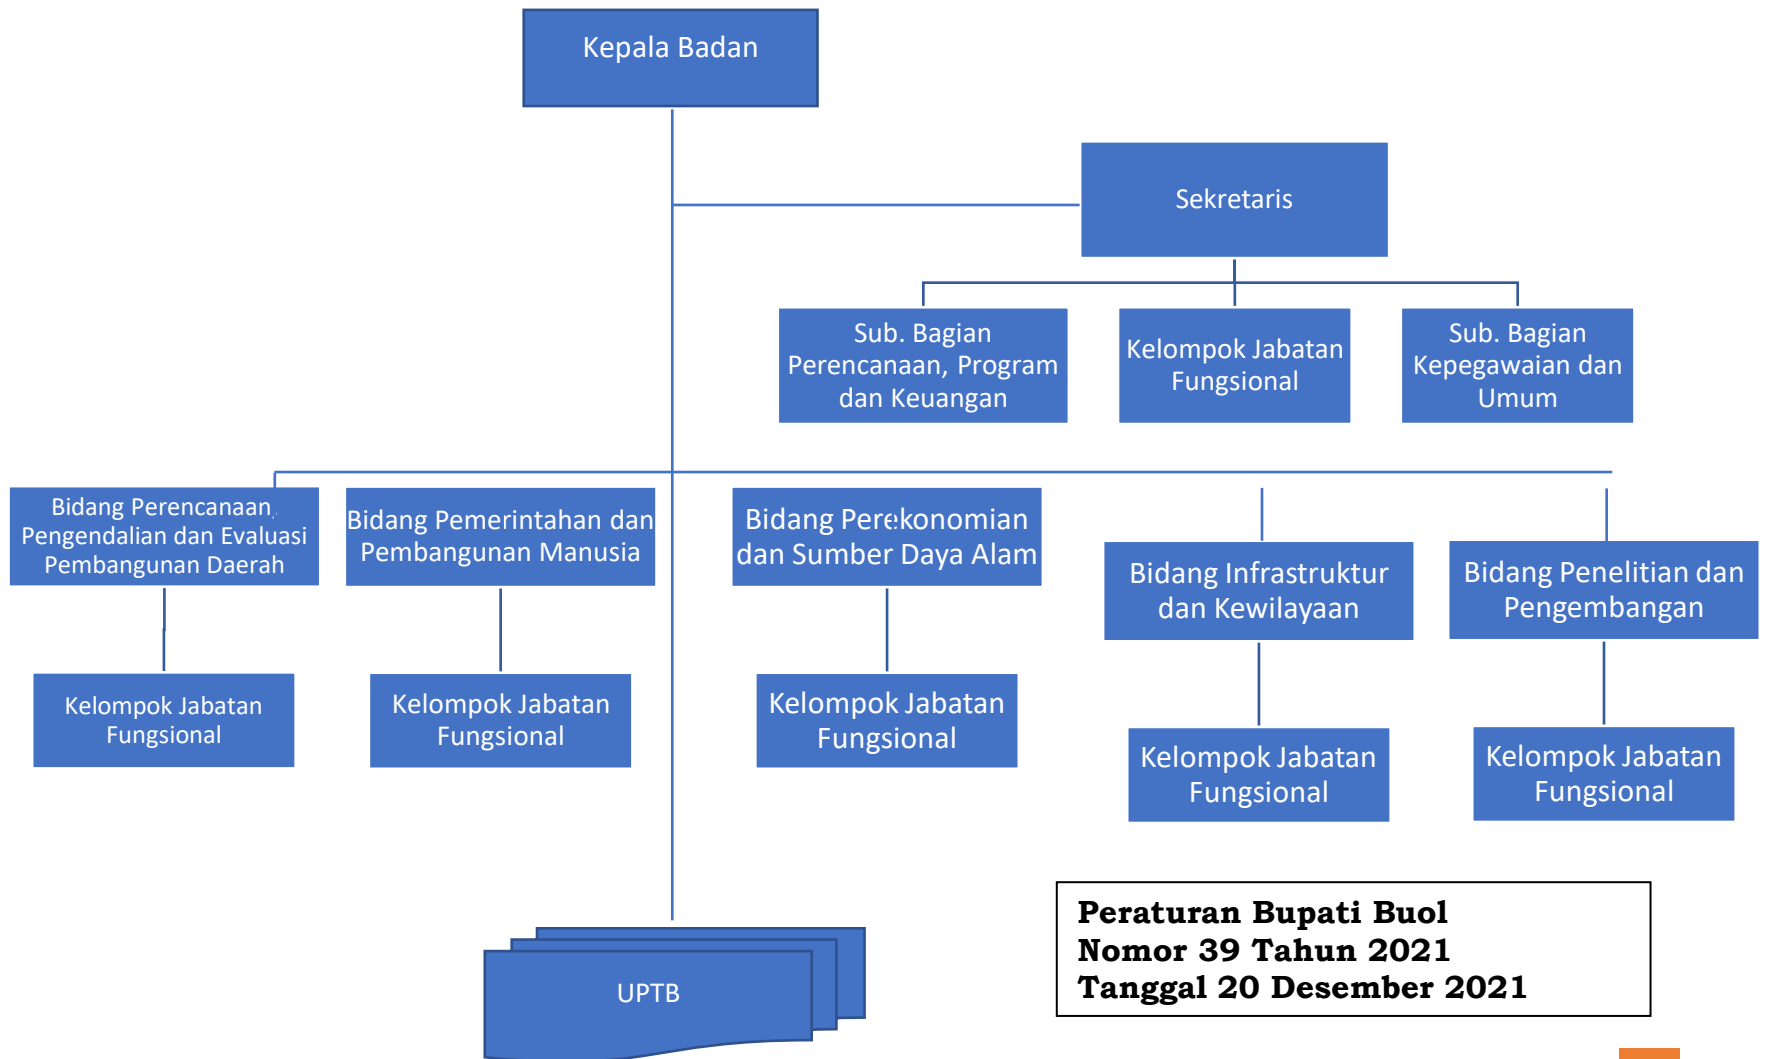 Kepala Badan
Sekretaris
Sub. Bagian
Perencanaan, Program
dan Keuangan
Kelompok Jabatan
Fungsional
Sub. Bagian
Kepegawaian dan
Umum
Bidang Perencanaan,
Pengendalian dan Evaluasi
Pembangunan Daerah
Bidang Pemerintahan dan
Pembangunan Manusia
Bidang Perekonomian
dan Sumber Daya Alam
Bidang Infrastruktur
dan Kewilayaan
Bidang Penelitian dan
Pengembangan
Kelompok Jabatan
Fungsional
Kelompok Jabatan
Fungsional
Kelompok Jabatan
Fungsional
Kelompok Jabatan
Fungsional
Kelompok Jabatan
Fungsional
UPTB
Peraturan Bupati Buol
Nomor 39 Tahun 2021
Tanggal 20 Desember 2021